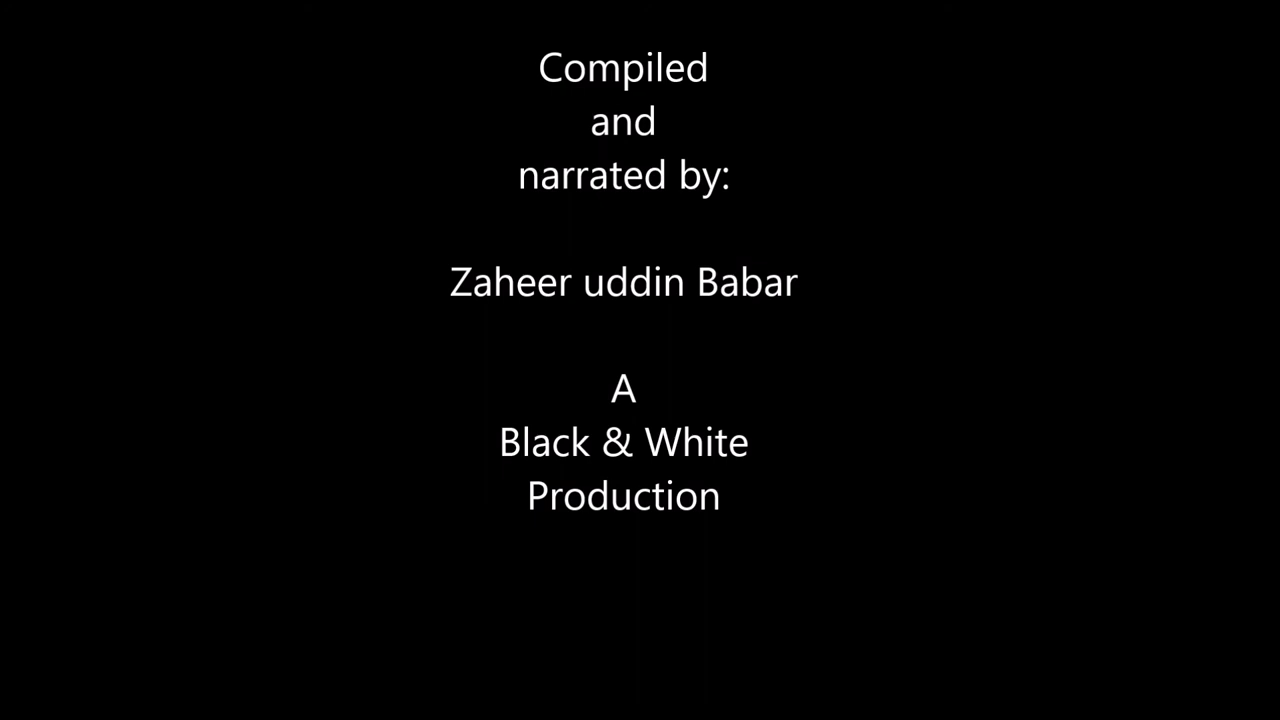 Compiled
and
narrated by:
Zaheer uddin Babar
A
Black & White
Production